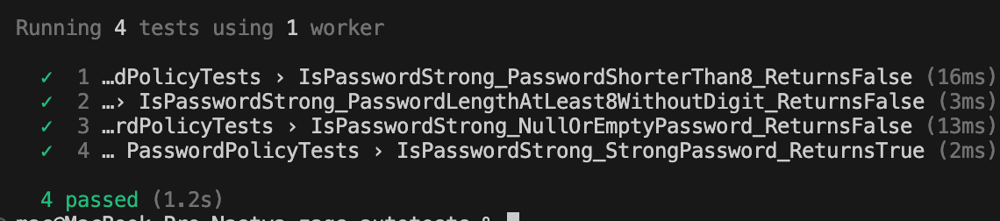 Running 4 tests using 1 worker
✓ 1 …dPolicyTests › IsPasswordStrong_PasswordShorterThan8_ReturnsFalse (16ms)
✓ 2 …› IsPasswordStrong_PasswordLengthAtLeast8WithoutDigit_ReturnsFalse (3ms)
✓ 3 …rdPolicyTests › IsPasswordStrong_NullOrEmptyPassword_ReturnsFalse (13ms)
✓ 4 … PasswordPolicyTests › IsPasswordStrong_StrongPassword_ReturnsTrue (2ms)
4 passed (1.2s)